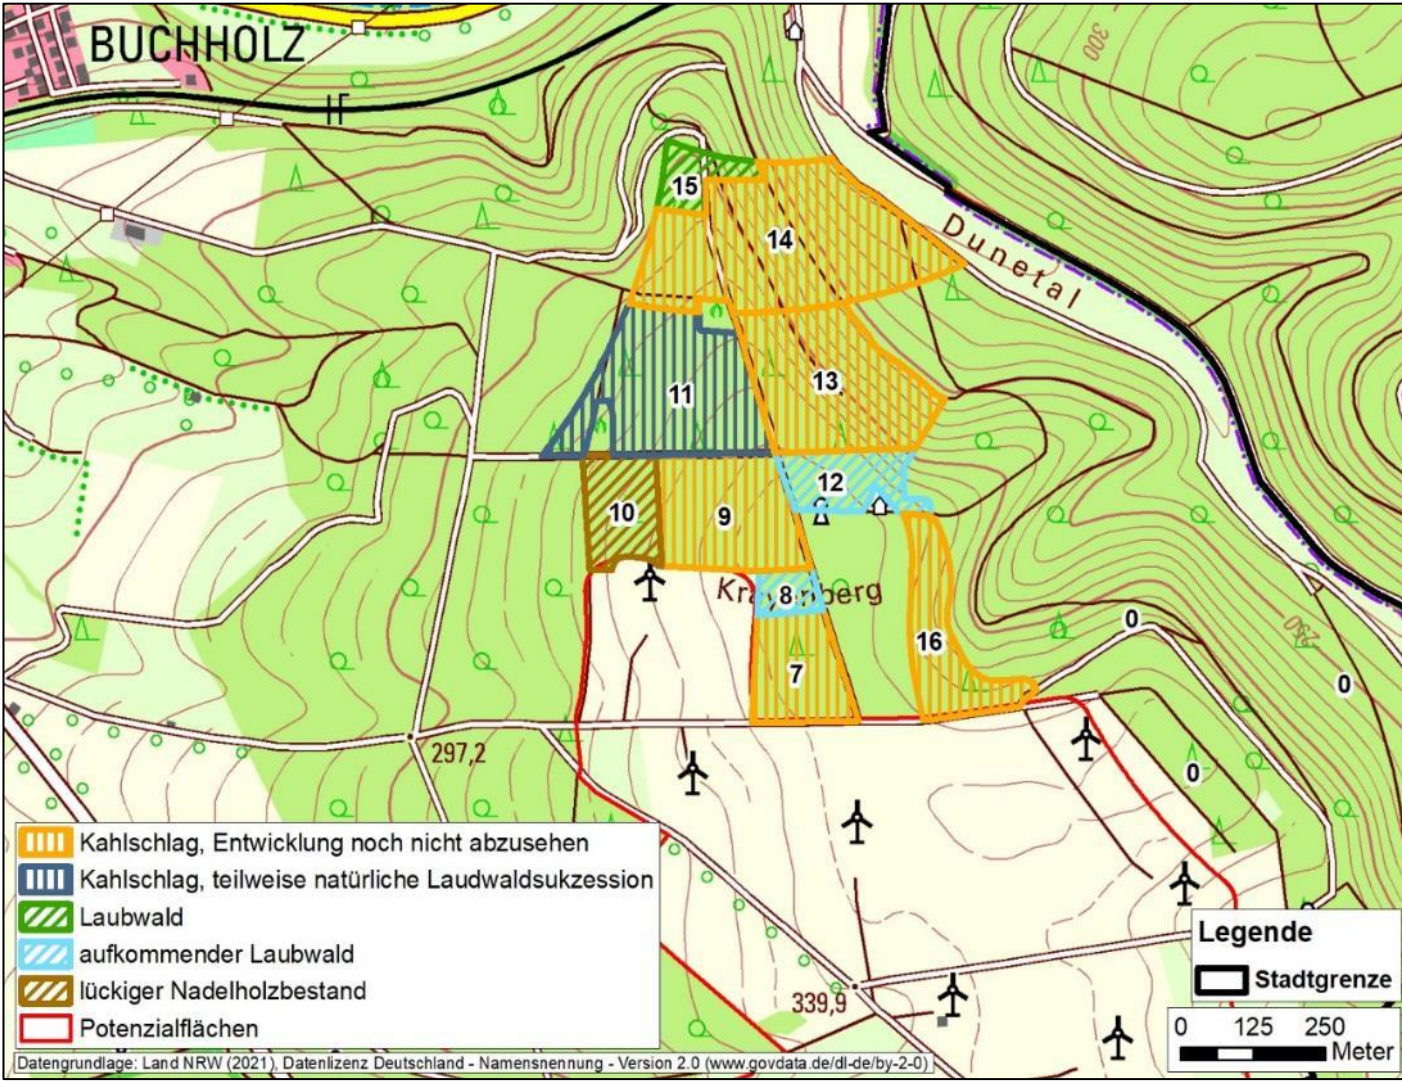 BUCHHOLZ
300
15
14
Dunetal
13
11
12
10
9
8
Kra berg
7
16
0
250
0
0
297,2
339,9
Kahlschlag, Entwicklung noch nicht abzusehen
Kahlschlag, teilweise natürliche Laudwaldsukzession
Laubwald
aufkommender Laubwald
lückiger Nadelholzbestand
Potenzialflächen
Legende
Stadtgrenze
0 125 250
Meter
Datengrundlage: Land NRW (2021), Datenlizenz Deutschland - Namensnennung - Version 2.0 (www.govdata.de/dl-de/by-2-0)